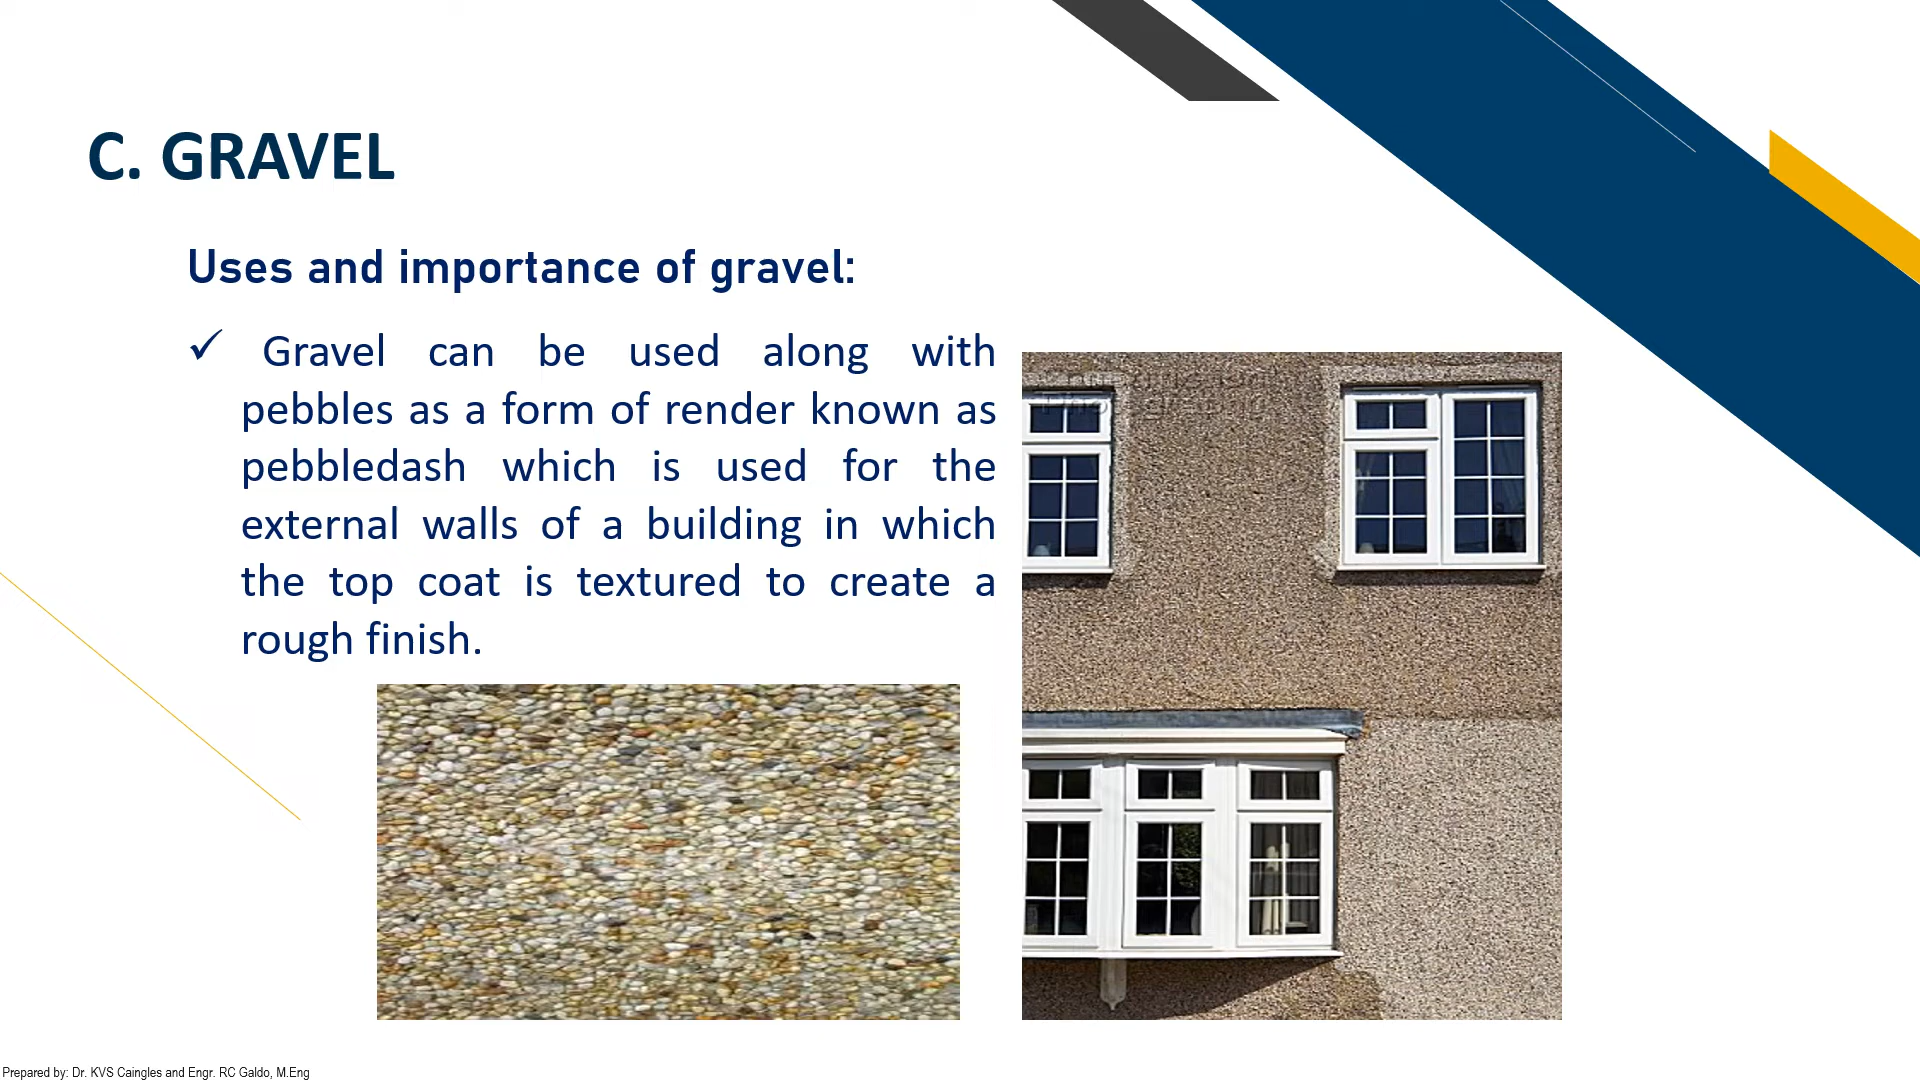 C. GRAVEL
Uses and importance of gravel:
✓ Gravel can be used along with
pebbles as a form of render known as
pebbledash which is used for the
external walls of a building in which
the top coat is textured to create a
rough finish.
Prepared by: Dr. KVS Caingles and Engr. RC Galdo, M.Eng